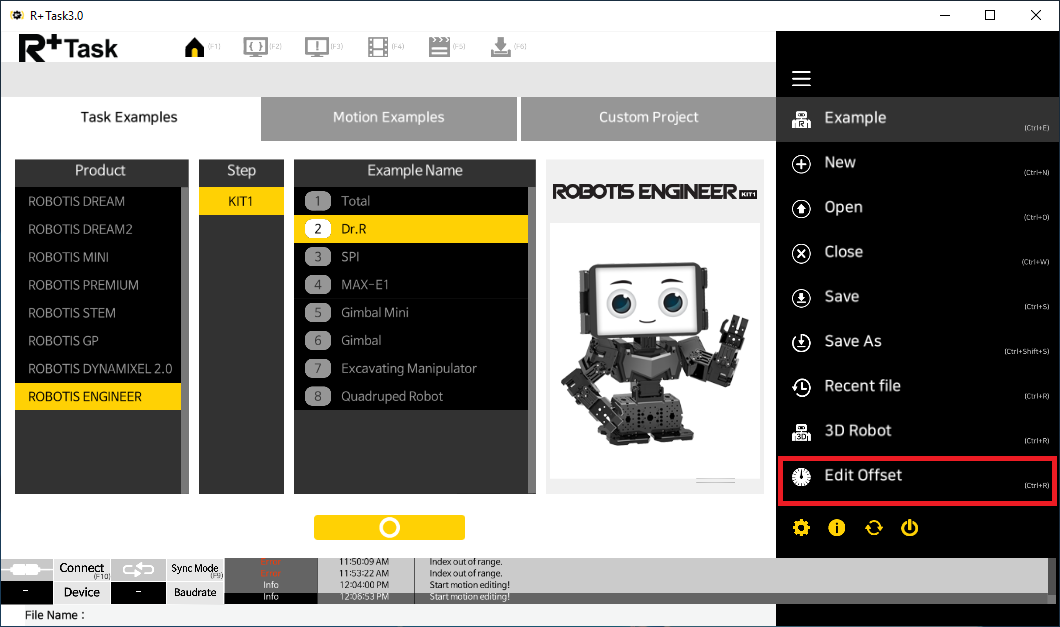 R+Task3.0
R+Task
(F1)
(F2)
(F3)
(F4)
(F5)
(F6)
Task Examples
Motion Examples
Custom Project
Product
ROBOTIS DREAM
ROBOTIS DREAM2
ROBOTIS MINI
ROBOTIS PREMIUM
ROBOTIS STEM
ROBOTIS GP
ROBOTIS DYNAMIXEL 2.0
ROBOTIS ENGINEER
Step
KIT1
Example Name
1 Total
2 Dr.R
3 SPI
4 MAX-E1
5 Gimbal Mini
6 Gimbal
7 Excavating Manipulator
8 Quadruped Robot
ROBOTIS ENGINEER KIT1
Example
(Ctrl+E)
New
(Ctrl+N)
Open
(Ctrl+O)
Close
(Ctrl+W)
Save
(Ctrl+S)
Save As
(Ctrl+Shift+S)
Recent file
(Ctrl+R)
3D Robot
(Ctrl+R)
Edit Offset
(Ctrl+R)
Connect
(F10)
Sync Mode
(F9)
- Device
- Baudrate
11:50:09 AM Index out of range.
11:53:22 AM Index out of range.
Info 12:04:00 PM Start motion editing!
Info 12:06:53 PM Start motion editing!
File Name :